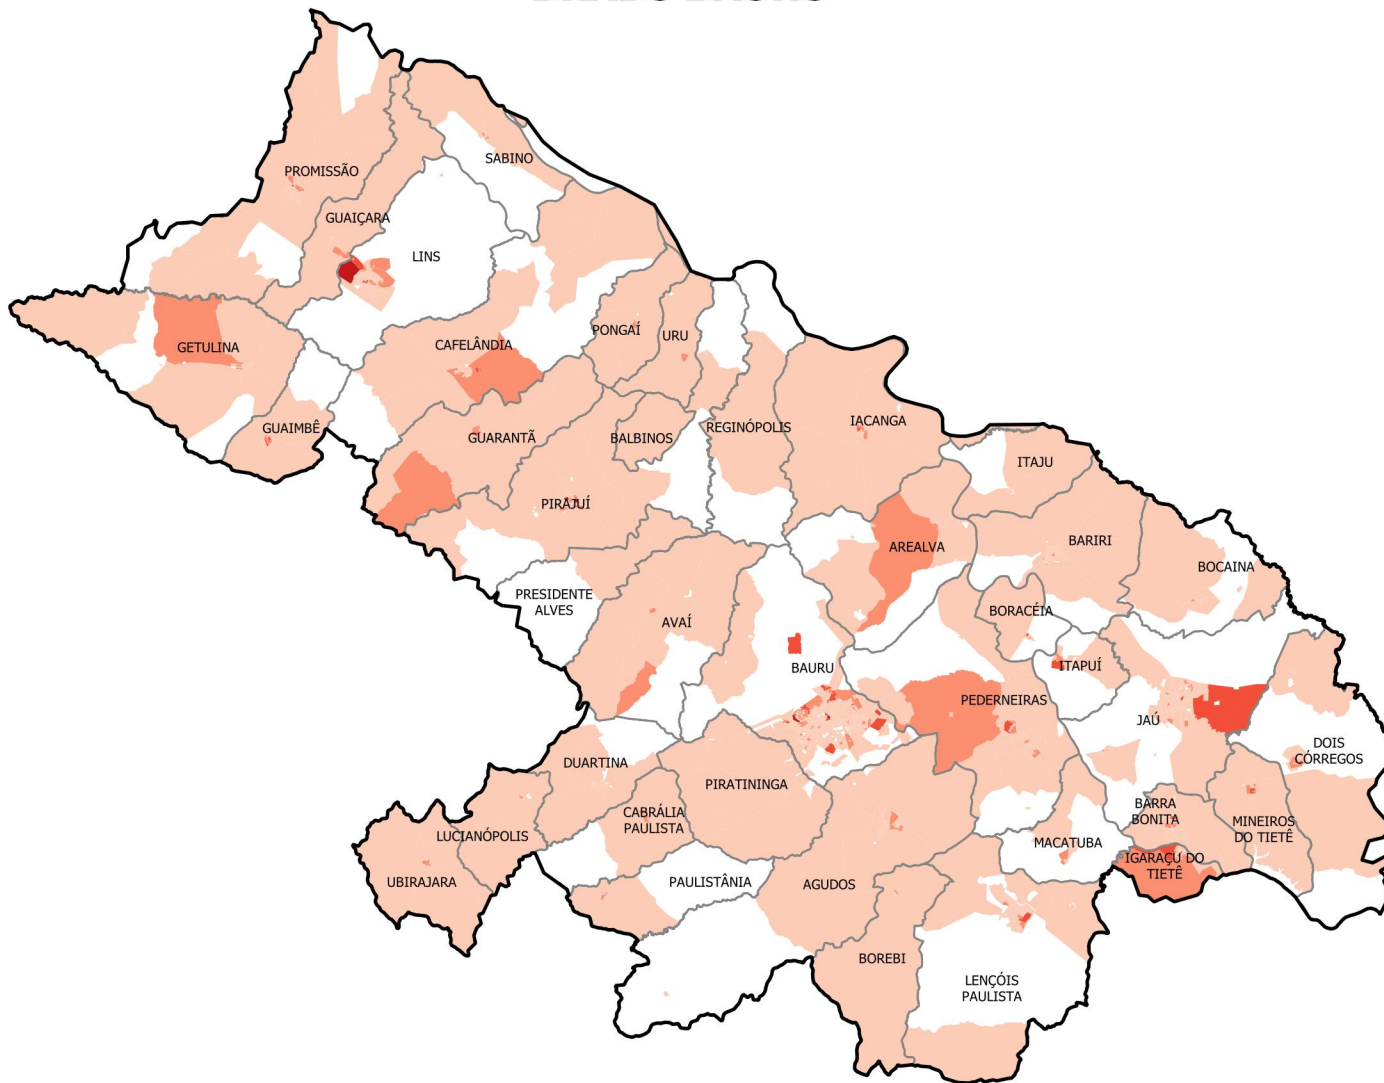 SABINO
PROMISSÃO
GUAIÇARA
LINS
PONGAÍ
URU
CAFELÂNDIA
GETULINA
GUAIMBÊ
GUARANTÃ
BALBINOS
REGINÓPOLIS
IACANGA
ITAJU
PIRAJUÍ
AREALVA
BARIRI
BOCAINA
PRESIDENTE
ALVES
AVAÍ
BORACÉIA
BAURU
ITAPUÍ
PEDERNEIRAS
JAÚ
DOIS
CÓRREGOS
DUARTINA
PIRATININGA
CABRÁLIA
PAULISTA
LUCIANÓPOLIS
BARRA
BONITA
MINEIROS
DO TIETÊ
MACATUBA
IGARAÇU DO
TIETÊ
UBIRAJARA
PAULISTÂNIA
AGUDOS
BOREBI
LENÇÓIS
PAULISTA